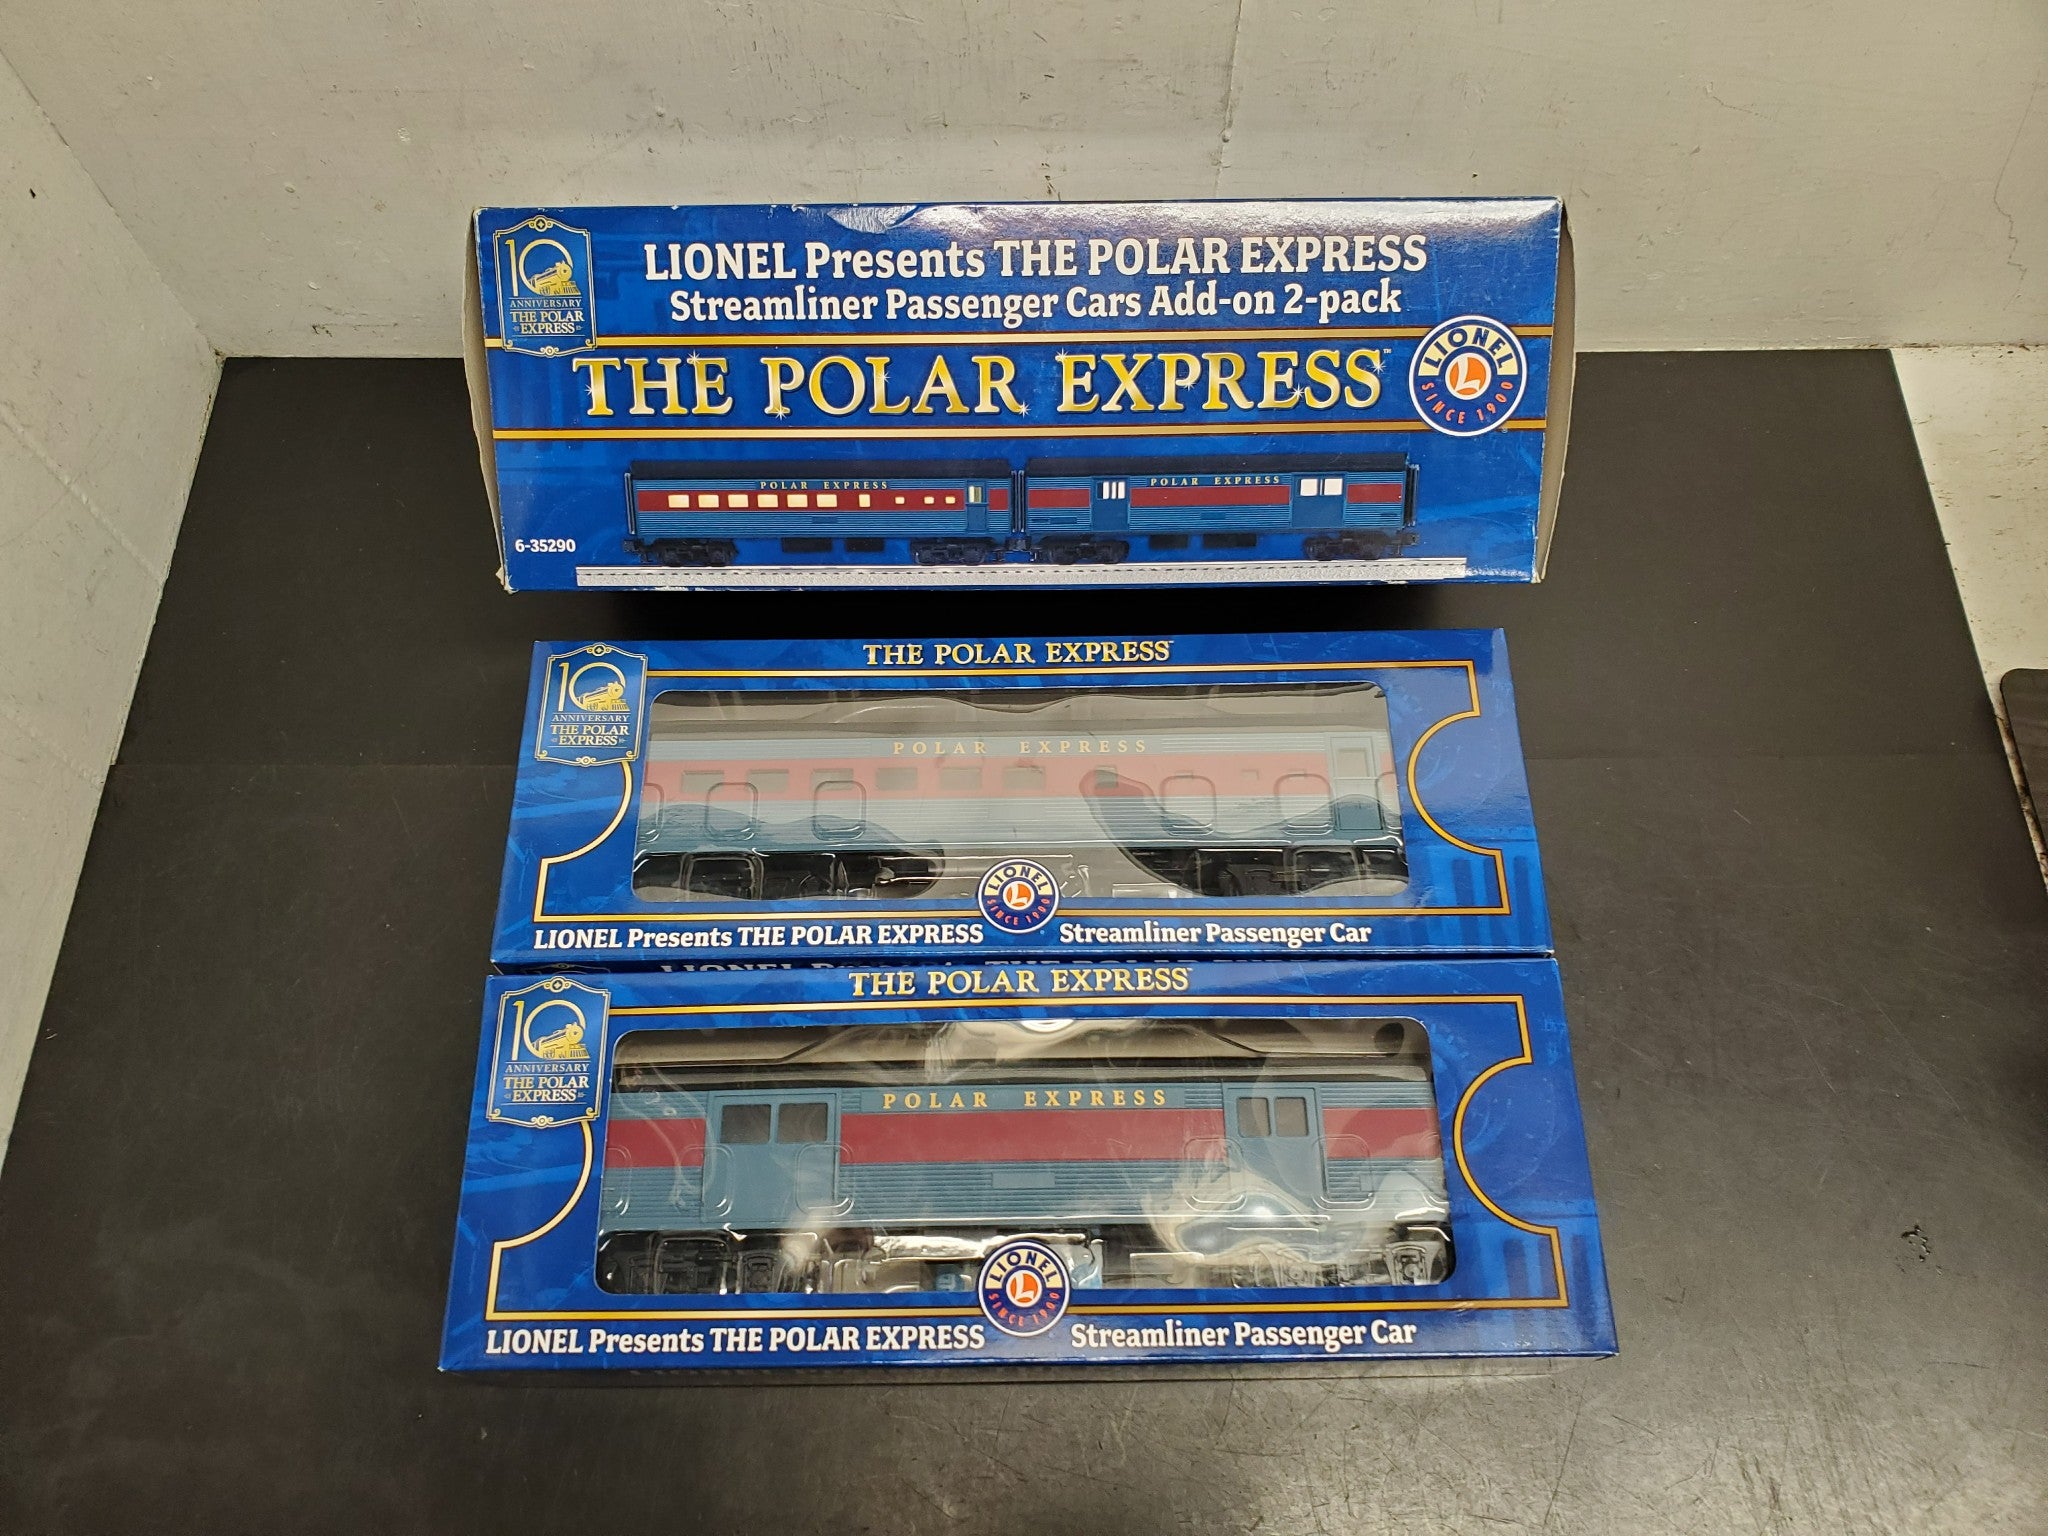 10
ANNIVERSARY
THE POLAR
EXPRESS
LIONEL Presents THE POLAR EXPRESS
Streamliner Passenger Cars Add-on 2-pack
THE POLAR EXPRESS™
LIONEL
L
SINCE 1900
POLAR EXPRESS
POLAR EXPRESS
6-35290
10
ANNIVERSARY
THE POLAR
EXPRESS
THE POLAR EXPRESS™
POLAR EXPRESS
LIONEL
L
SINCE 1900
LIONEL Presents THE POLAR EXPRESS
Streamliner Passenger Car
10
ANNIVERSARY
THE POLAR
EXPRESS
THE POLAR EXPRESS™
POLAR EXPRESS
LIONEL
L
SINCE 1900
LIONEL Presents THE POLAR EXPRESS
Streamliner Passenger Car